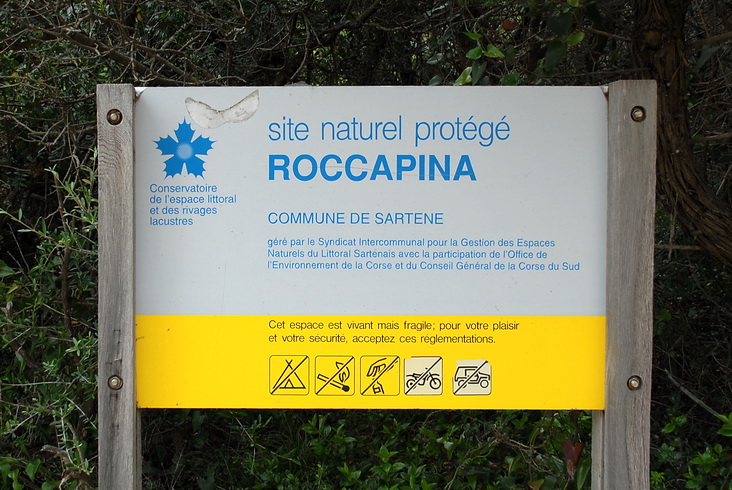 site naturel protégé
ROCCAPINA
Conservatoire
de l'espace littoral
et des rivages
lacustres
COMMUNE DE SARTENE
géré par le Syndicat Intercommunal pour la Gestion des Espaces
Naturels du Littoral Sartenais avec la participation de l'Office de
l'Environnement de la Corse et du Conseil Général de la Corse du Sud
Cet espace est vivant mais fragile; pour votre plaisir
et votre sécurité, acceptez ces réglementations.